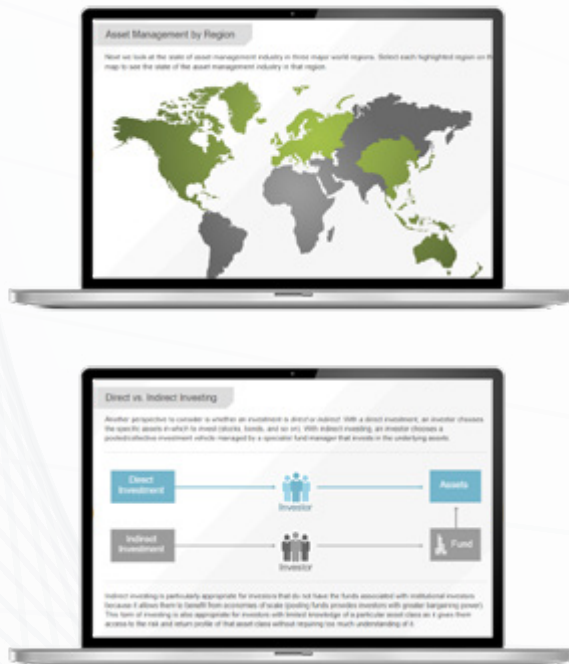 Asset Management by Region
Next we look at the state of asset management industry in three major world regions. Select each highlighted region on the
map to see the state of the asset management industry in that region.
Direct vs. Indirect Investing
Another perspective to consider is whether an investment is direct or indirect. With a direct investment, an investor chooses
the specific assets in which to invest (stocks, bonds, and so on). With indirect investing, an investor chooses a
pooled/collective investment vehicle managed by a specialist fund manager that invests in the underlying assets.
Direct
Investment
Investor
Assets
Indirect
Investment
Investor
Fund
Indirect investing is particularly appropriate for investors that do not have the funds associated with institutional investors
because it allows them to benefit from economies of scale (pooling funds provides investors with greater bargaining power).
This form of investing is also appropriate for investors with limited knowledge of a particular asset class as it gives them
access to the risk and return profile of that asset class without requiring too much understanding of it.